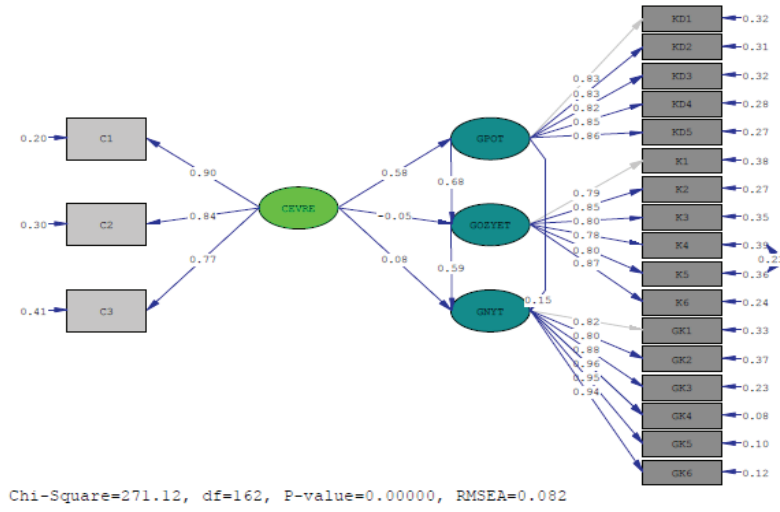 KD1
0.32
KD2
0.31
KD3
0.32
KD4
0.28
KD5
0.27
0.83
0.83
0.82
0.85
0.86
0.20
C1
0.90
GPOT
0.58
0.68
K1
0.38
K2
0.27
K3
0.35
K4
0.39
K5
0.36
K6
0.24
0.79
0.85
0.80
0.78
0.80
0.87
CEVRE
0.30
C2
0.84
-0.05
GOZYET
0.77
0.08
0.59
0.41
C3
GNYT
0.15
0.82
0.80
0.88
0.96
0.95
0.94
GK1
0.33
GK2
0.37
GK3
0.23
GK4
0.08
GK5
0.10
GK6
0.12
Chi-Square=271.12, df=162, P-value=0.00000, RMSEA=0.082